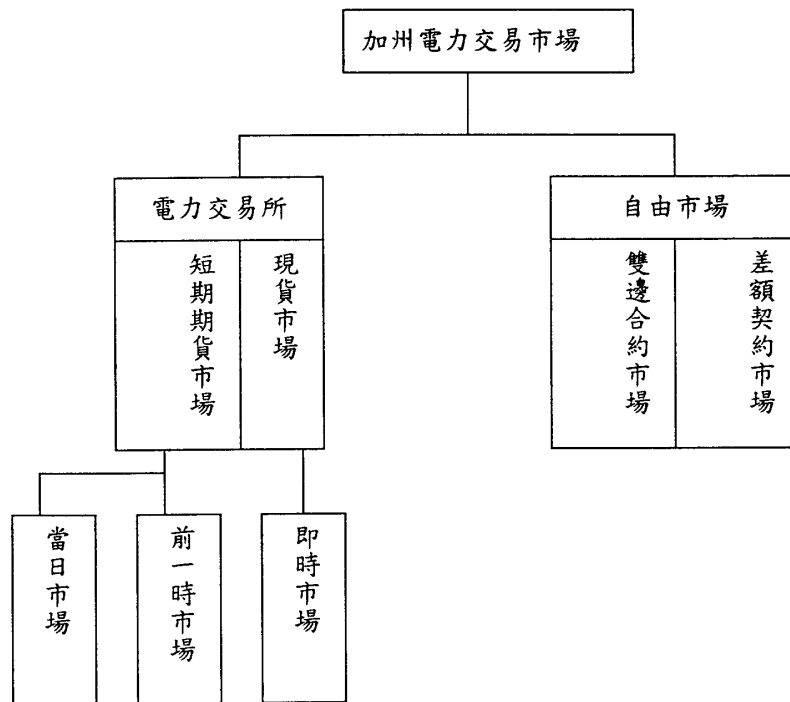 加州電力交易市場
電力交易所
自由市場
短期期貨市場
現貨市場
雙邊合約市場
差額契約市場
當日市場
前一時市場
即時市場